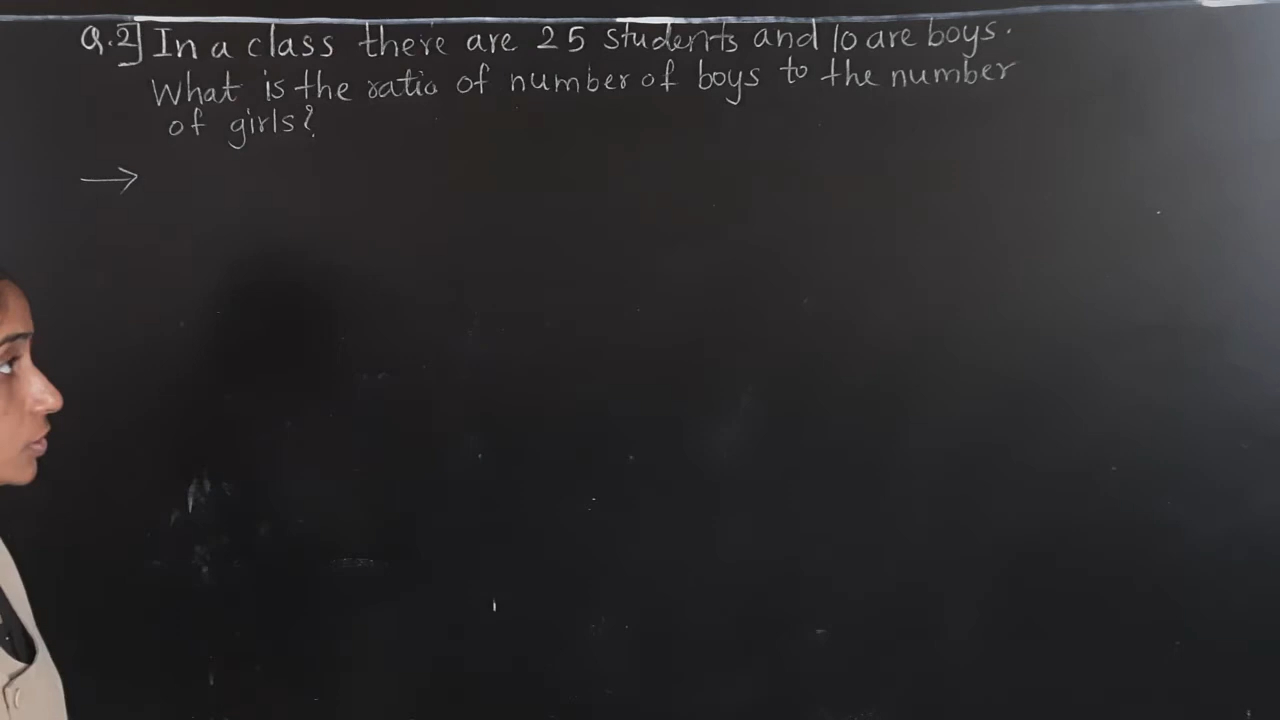 Q.2] In a class there are 25 students and 10 are boys.
What is the ratio of number of boys to the number
of girls?
→